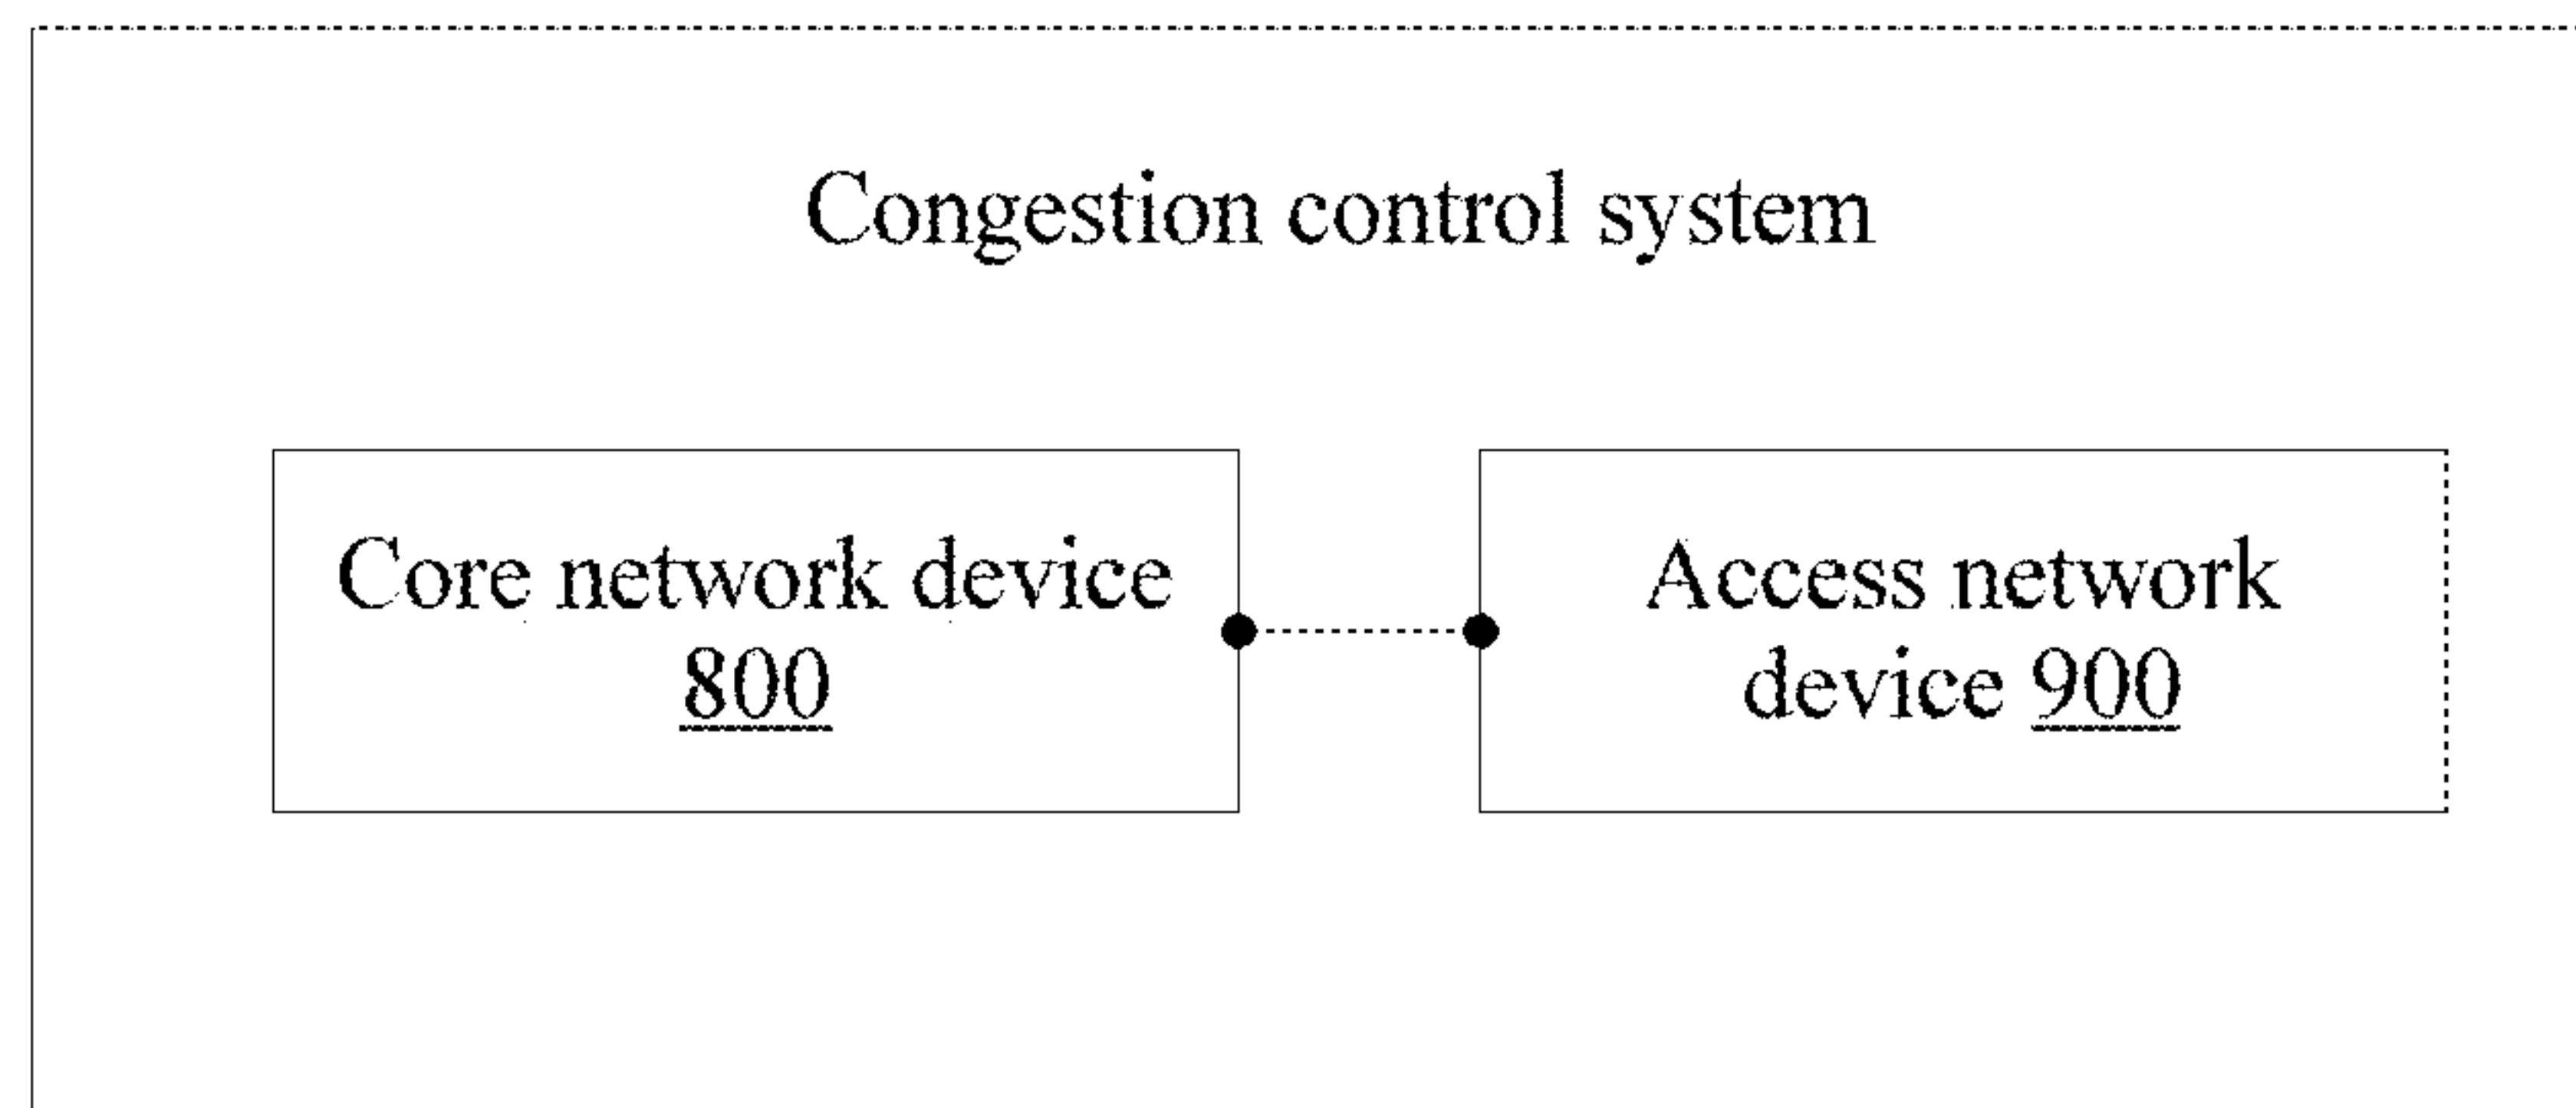 Congestion control system
Core network device
800
Access network
device 900